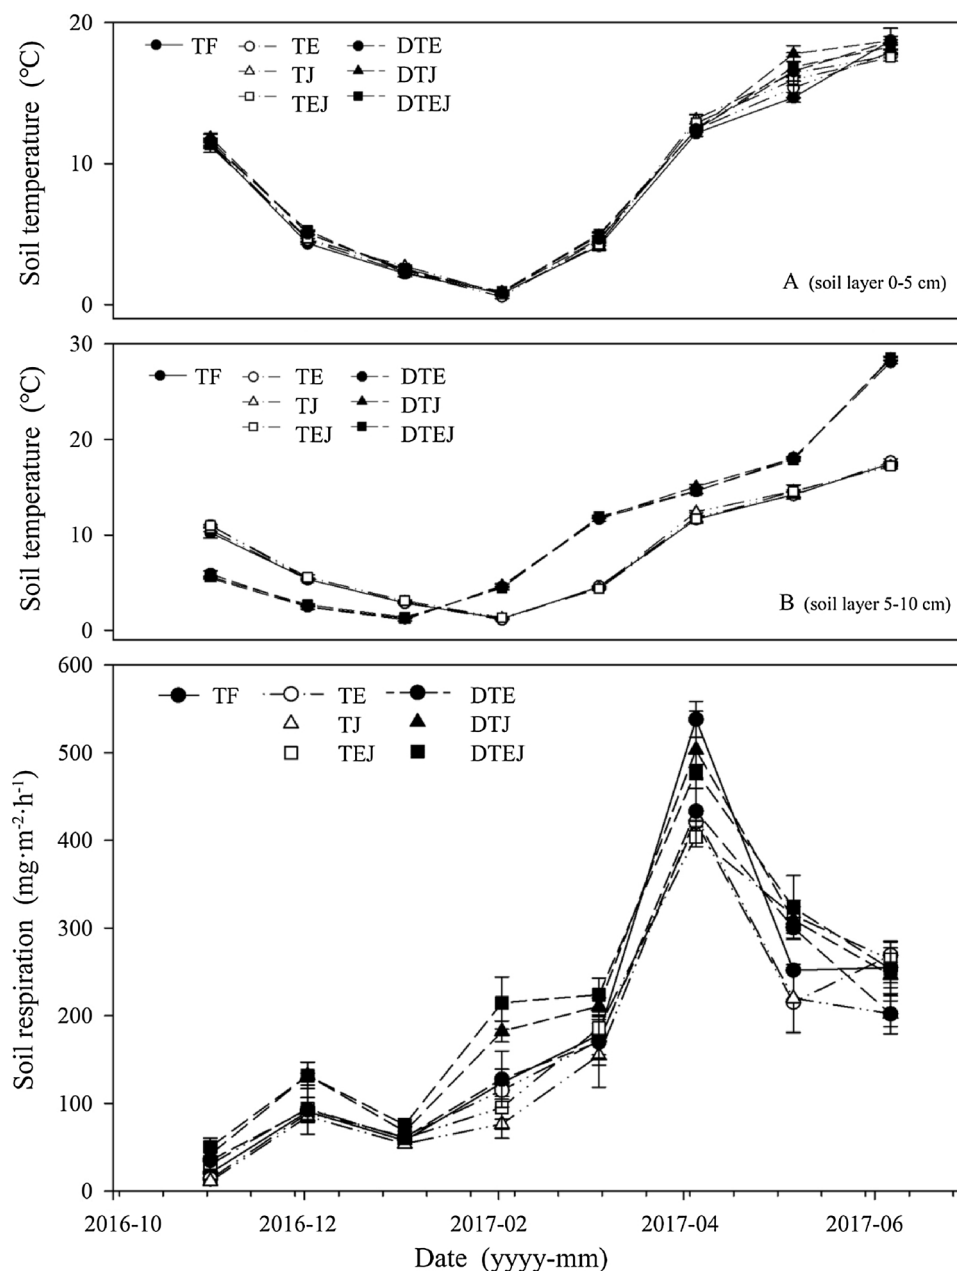 20
TF TE DTE
TJ DTJ
TEJ DTEJ
10
0
Soil temperature (°C)
A (soil layer 0-5 cm)
30
TF TE DTE
TJ DTJ
TEJ DTEJ
20
10
0
Soil temperature (°C)
B (soil layer 5-10 cm)
600
TF TE DTE
TJ DTJ
TEJ DTEJ
500
400
300
200
100
0
Soil respiration (mg·m⁻²·h⁻¹)
2016-10 2016-12 2017-02 2017-04 2017-06
Date (yyyy-mm)